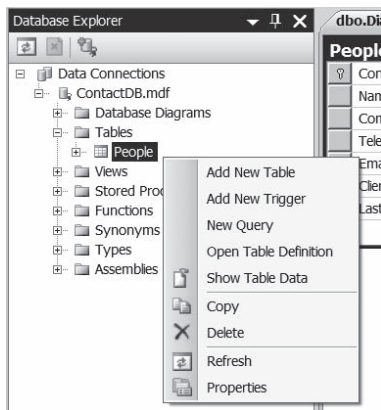 Database Explorer
Data Connections
ContactDB.mdf
Database Diagrams
Tables
People
Views
Stored Proc
Functions
Synonyms
Types
Assemblies
Add New Table
Add New Trigger
New Query
Open Table Definition
Show Table Data
Copy
Delete
Refresh
Properties
dbo.Dia
People
Con
Nam
Com
Tele
Ema
Clien
Last